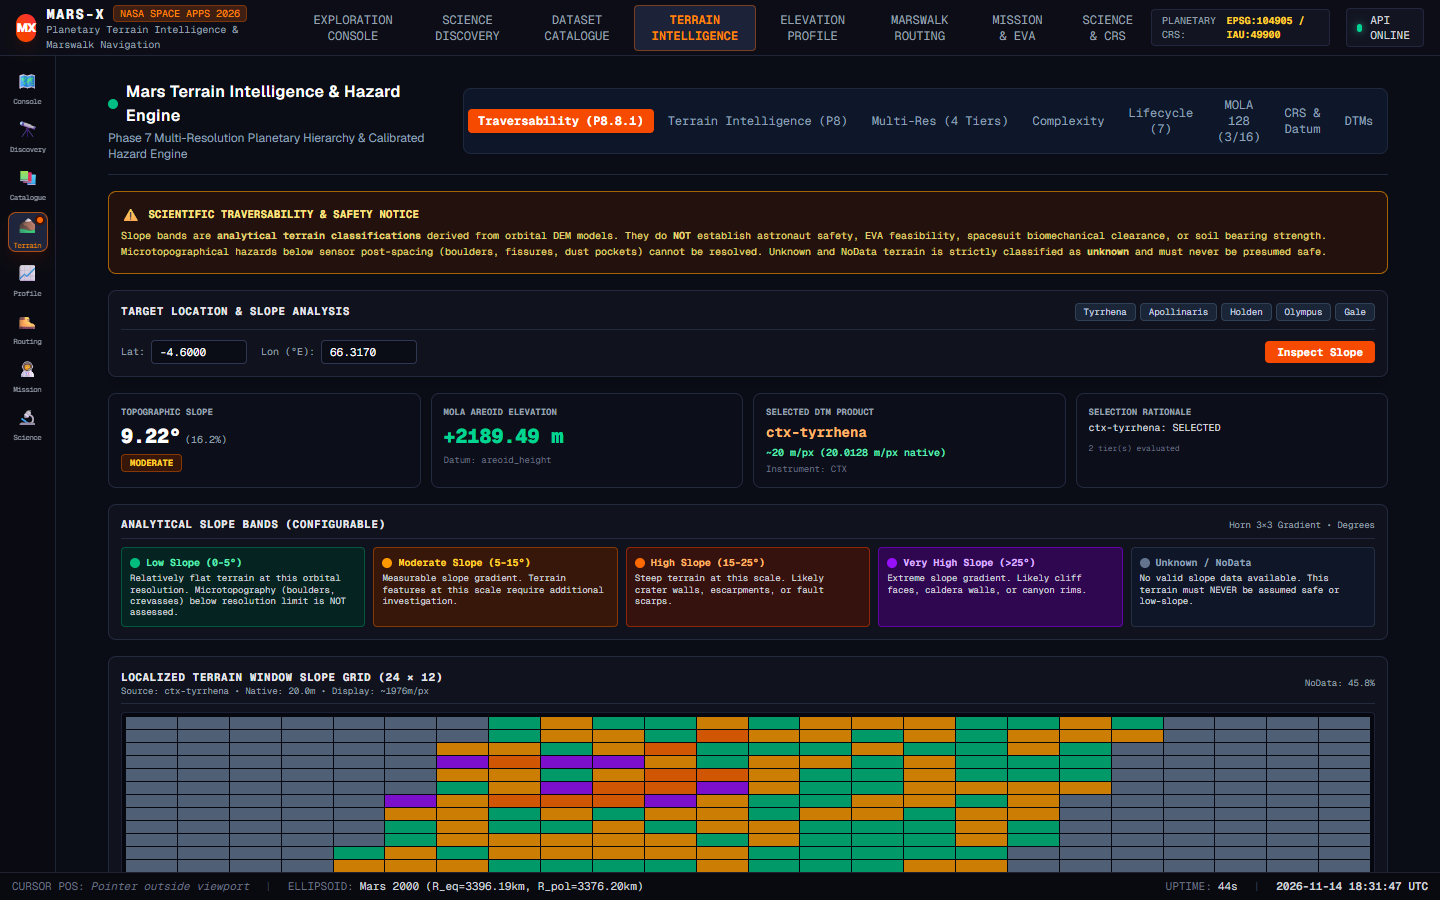 MX
MARS-X NASA SPACE APPS 2026
Planetary Terrain Intelligence &
Marswalk Navigation
EXPLORATION
CONSOLE
SCIENCE
DISCOVERY
DATASET
CATALOGUE
TERRAIN
INTELLIGENCE
ELEVATION
PROFILE
MARSWALK
ROUTING
MISSION
& EVA
SCIENCE
& CRS
PLANETARY
CRS:
EPSG:104905 /
IAU:49900
API
ONLINE
Console
Discovery
Catalogue
Terrain
Profile
Routing
Mission
Science
Mars Terrain Intelligence & Hazard
Engine
Phase 7 Multi-Resolution Planetary Hierarchy & Calibrated
Hazard Engine
Traversability (P8.8.1)
Terrain Intelligence (P8)
Multi-Res (4 Tiers)
Complexity
Lifecycle
(7)
MOLA
128
(3/16)
CRS &
Datum
DTMs
⚠ SCIENTIFIC TRAVERSABILITY & SAFETY NOTICE
Slope bands are analytical terrain classifications derived from orbital DEM models. They do NOT establish astronaut safety, EVA feasibility, spacesuit biomechanical clearance, or soil bearing strength.
Microtopographical hazards below sensor post-spacing (boulders, fissures, dust pockets) cannot be resolved. Unknown and NoData terrain is strictly classified as unknown and must never be presumed safe.
TARGET LOCATION & SLOPE ANALYSIS
Tyrrhena
Apollinaris
Holden
Olympus
Gale
Lat: -4.6000
Lon (°E): 66.3170
Inspect Slope
TOPOGRAPHIC SLOPE
9.22° (16.2%)
MODERATE
MOLA AREOID ELEVATION
+2189.49 m
Datum: areoid_height
SELECTED DTM PRODUCT
ctx-tyrrhena
~20 m/px (20.0128 m/px native)
Instrument: CTX
SELECTION RATIONALE
ctx-tyrrhena: SELECTED
2 tier(s) evaluated
ANALYTICAL SLOPE BANDS (CONFIGURABLE)
Horn 3×3 Gradient • Degrees
Low Slope (0-5°)
Relatively flat terrain at this orbital
resolution. Microtopography (boulders,
crevasses) below resolution limit is NOT
assessed.
Moderate Slope (5-15°)
Measurable slope gradient. Terrain
features at this scale require additional
investigation.
High Slope (15-25°)
Steep terrain at this scale. Likely
crater walls, escarpments, or fault
scarps.
Very High Slope (>25°)
Extreme slope gradient. Likely cliff
faces, caldera walls, or canyon rims.
Unknown / NoData
No valid slope data available. This
terrain must NEVER be assumed safe or
low-slope.
LOCALIZED TERRAIN WINDOW SLOPE GRID (24 × 12)
Source: ctx-tyrrhena • Native: 20.0m • Display: ~1976m/px
NoData: 45.8%
CURSOR POS: Pointer outside viewport | ELLIPSOID: Mars 2000 (R_eq=3396.19km, R_pol=3376.20km)
UPTIME: 44s | 2026-11-14 18:31:47 UTC